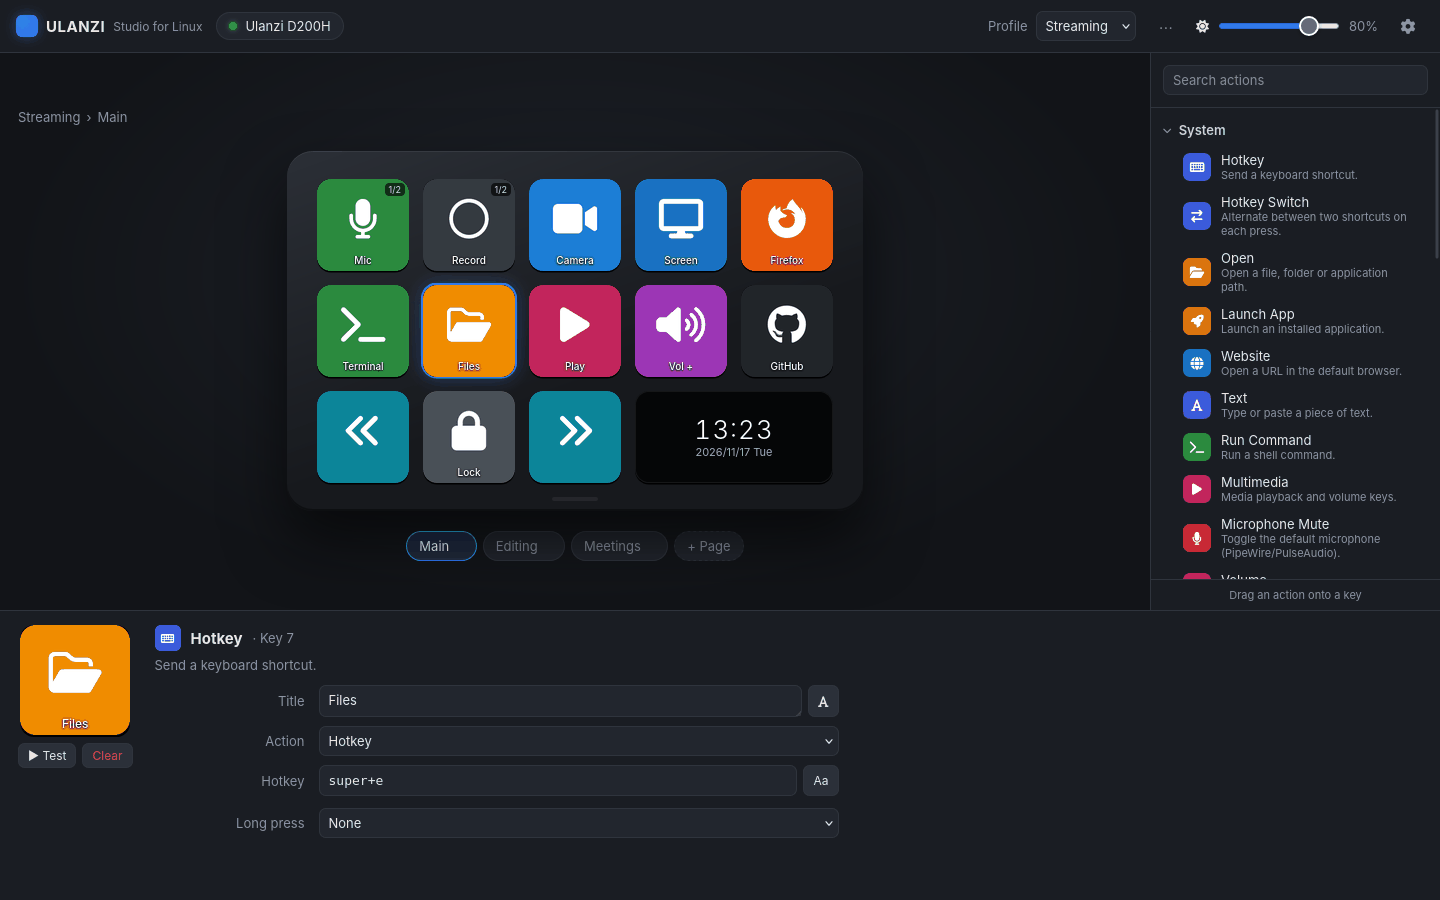 ULANZI Studio for Linux Ulanzi D200H Profile Streaming ... 80%
Search actions
Streaming › Main
System
Hotkey
Send a keyboard shortcut.
Hotkey Switch
Alternate between two shortcuts on
each press.
Open
Open a file, folder or application
path.
Launch App
Launch an installed application.
Website
Open a URL in the default browser.
Text
Type or paste a piece of text.
Run Command
Run a shell command.
Multimedia
Media playback and volume keys.
Microphone Mute
Toggle the default microphone
(PipeWire/PulseAudio).
Volume
Drag an action onto a key
1/2 1/2
Mic Record Camera Screen Firefox
Terminal Files Play Vol + GitHub
Lock
13:23
2026/11/17 Tue
Main Editing Meetings + Page
Files
Test Clear
Hotkey · Key 7
Send a keyboard shortcut.
Title Files A
Action Hotkey
Hotkey super+e Aa
Long press None